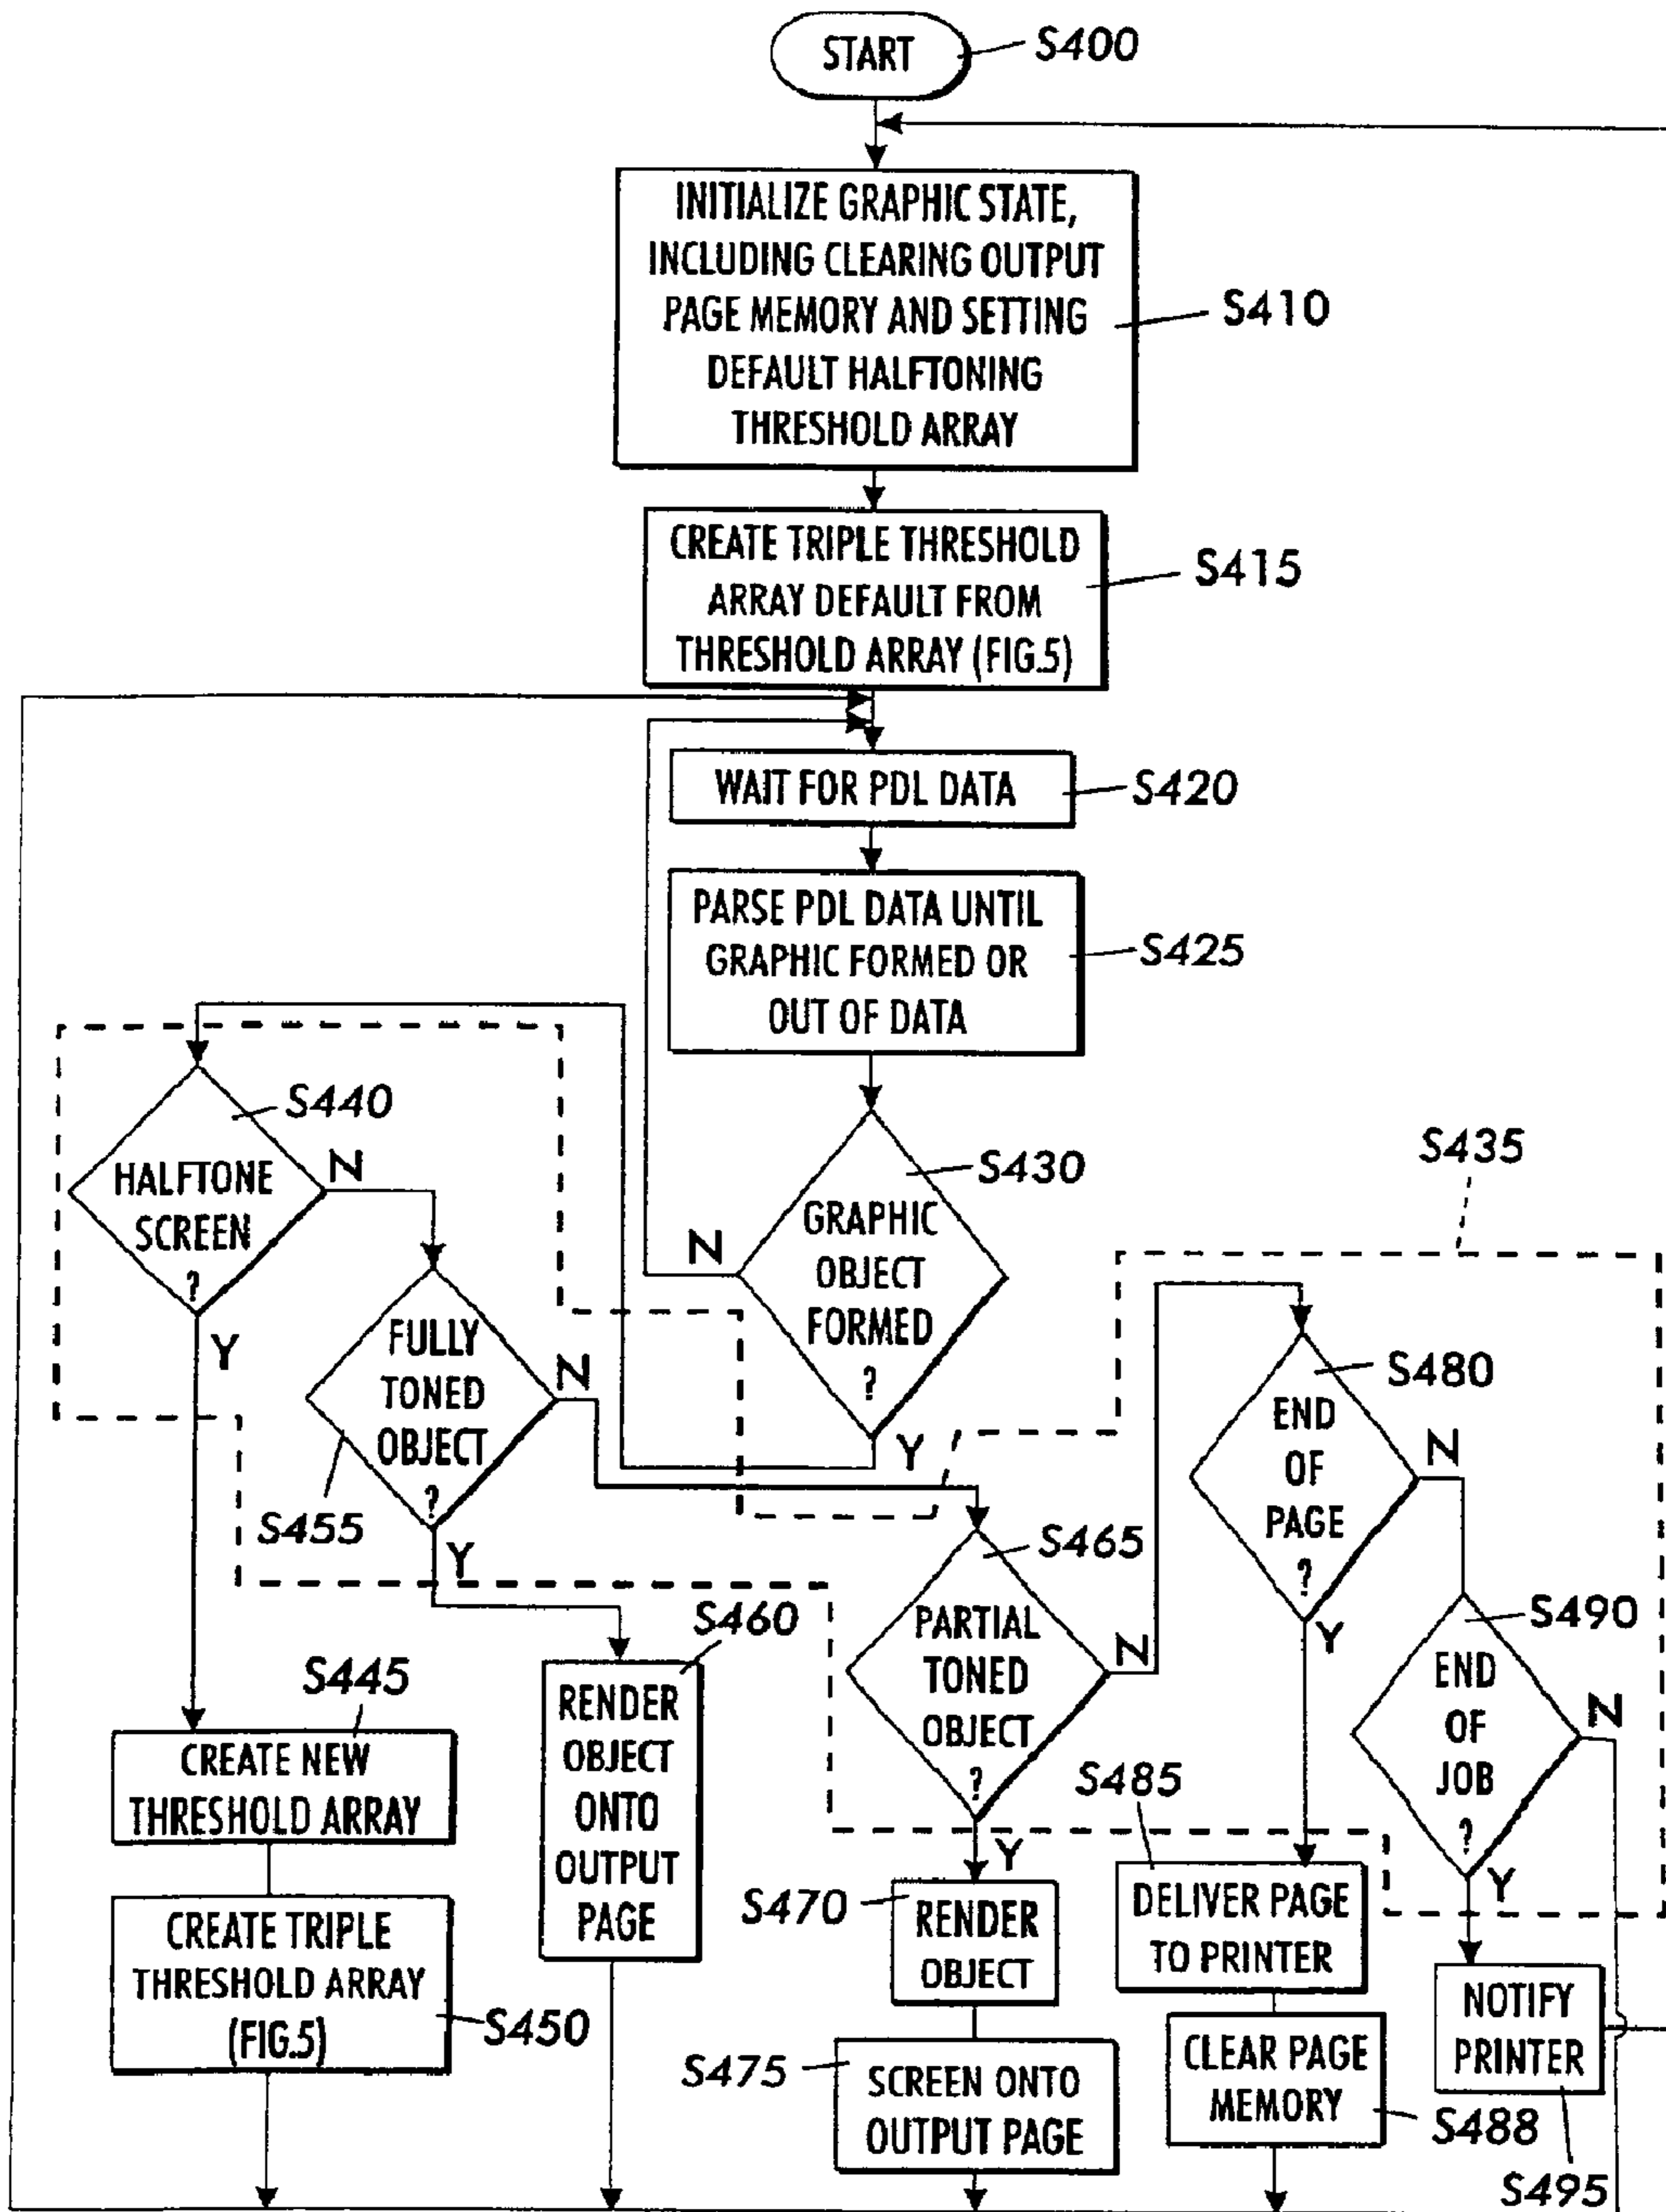 START
S400
INITIALIZE GRAPHIC STATE,
INCLUDING CLEARING OUTPUT
PAGE MEMORY AND SETTING
DEFAULT HALFTONING
THRESHOLD ARRAY
S410
CREATE TRIPLE THRESHOLD
ARRAY DEFAULT FROM
THRESHOLD ARRAY (FIG.5)
S415
WAIT FOR PDL DATA
S420
PARSE PDL DATA UNTIL
GRAPHIC FORMED OR
OUT OF DATA
S425
GRAPHIC
OBJECT
FORMED
?
S430
N
Y
S435
HALFTONE
SCREEN
?
S440
N
Y
FULLY
TONED
OBJECT
?
S455
N
Y
CREATE NEW
THRESHOLD ARRAY
S445
CREATE TRIPLE
THRESHOLD ARRAY
(FIG.5)
S450
RENDER
OBJECT
ONTO
OUTPUT
PAGE
S460
PARTIAL
TONED
OBJECT
?
S465
N
Y
RENDER
OBJECT
S470
SCREEN ONTO
OUTPUT PAGE
S475
END
OF
PAGE
?
S480
N
Y
DELIVER PAGE
TO PRINTER
S485
CLEAR PAGE
MEMORY
S488
END
OF
JOB
?
S490
N
Y
NOTIFY
PRINTER
S495